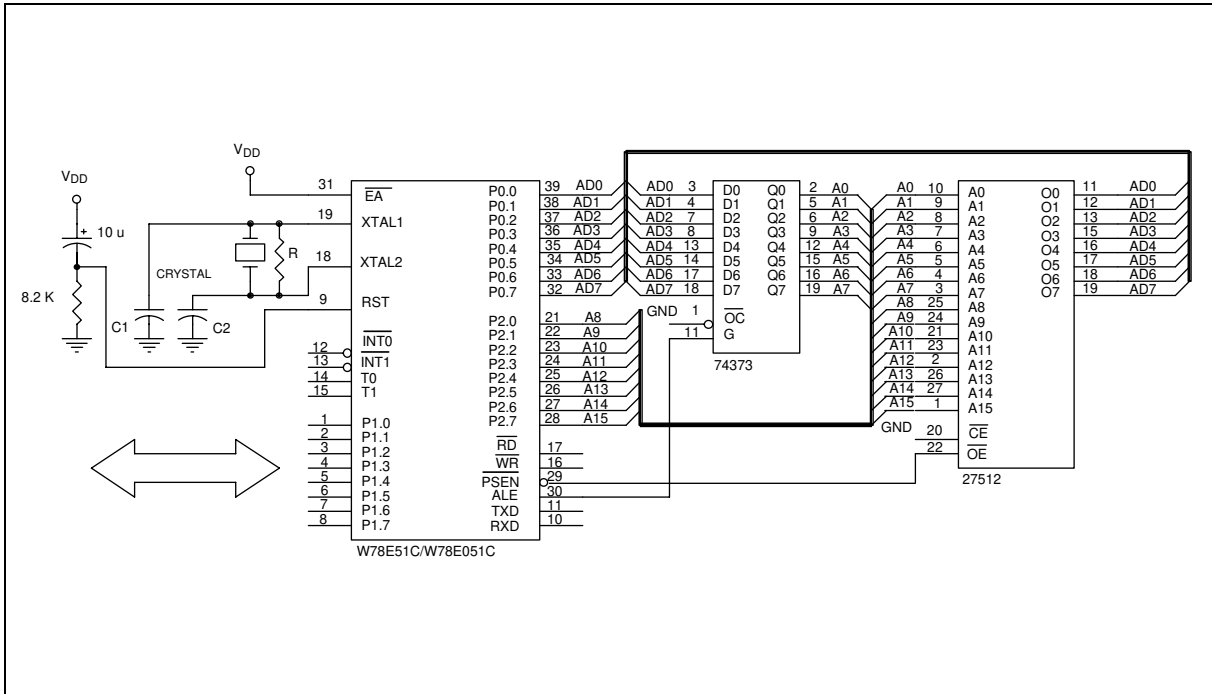 VDD
10 u
8.2 K
CRYSTAL
C1
C2
R
VDD
31 EA
19 XTAL1
18 XTAL2
9 RST
12 INT0
13 INT1
14 T0
15 T1
1 P1.0
2 P1.1
3 P1.2
4 P1.3
5 P1.4
6 P1.5
7 P1.6
8 P1.7
P0.0 39 AD0
P0.1 38 AD1
P0.2 37 AD2
P0.3 36 AD3
P0.4 35 AD4
P0.5 34 AD5
P0.6 33 AD6
P0.7 32 AD7
P2.0 21 A8
P2.1 22 A9
P2.2 23 A10
P2.3 24 A11
P2.4 25 A12
P2.5 26 A13
P2.6 27 A14
P2.7 28 A15
RD 17
WR 16
PSEN 29
ALE 30
TXD 11
RXD 10
W78E51C/W78E051C
AD0 3 D0 Q0 2 A0
AD1 4 D1 Q1 5 A1
AD2 7 D2 Q2 6 A2
AD3 8 D3 Q3 9 A3
AD4 13 D4 Q4 12 A4
AD5 14 D5 Q5 15 A5
AD6 17 D6 Q6 16 A6
AD7 18 D7 Q7 19 A7
GND 1 OC
11 G
74373
A0 10 A0 O0 11 AD0
A1 9 A1 O1 12 AD1
A2 8 A2 O2 13 AD2
A3 7 A3 O3 15 AD3
A4 6 A4 O4 16 AD4
A5 5 A5 O5 17 AD5
A6 4 A6 O6 18 AD6
A7 3 A7 O7 19 AD7
A8 25 A8
A9 24 A9
A10 21 A10
A11 23 A11
A12 2 A12
A13 26 A13
A14 27 A14
A15 1 A15
GND 20 CE
22 OE
27512